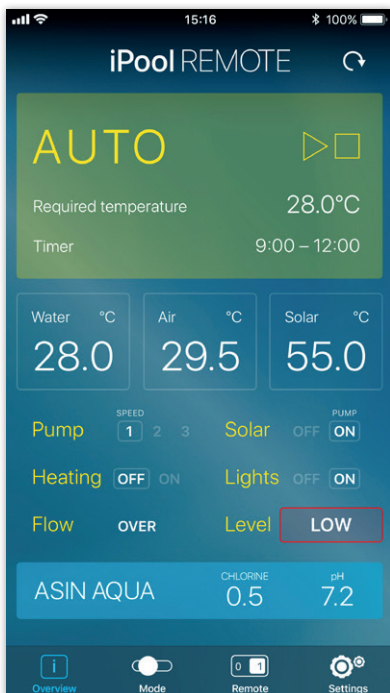 15:16 100%
iPool REMOTE
AUTO
Required temperature 28.0°C
Timer 9:00 – 12:00
Water °C Air °C Solar °C
28.0 29.5 55.0
SPEED PUMP
Pump 1 2 3 Solar OFF ON
Heating OFF ON Lights OFF ON
Flow OVER Level LOW
CHLORINE pH
ASIN AQUA 0.5 7.2
i 0 1
Overview Mode Remote Settings